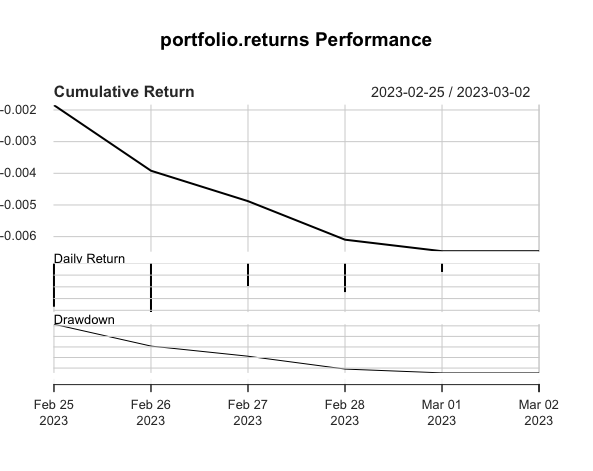 portfolio.returns Performance
Cumulative Return 2023-02-25 / 2023-03-02
-0.002
-0.003
-0.004
-0.005
-0.006
Daily Return
Drawdown
Feb 25 Feb 26 Feb 27 Feb 28 Mar 01 Mar 02
2023 2023 2023 2023 2023 2023